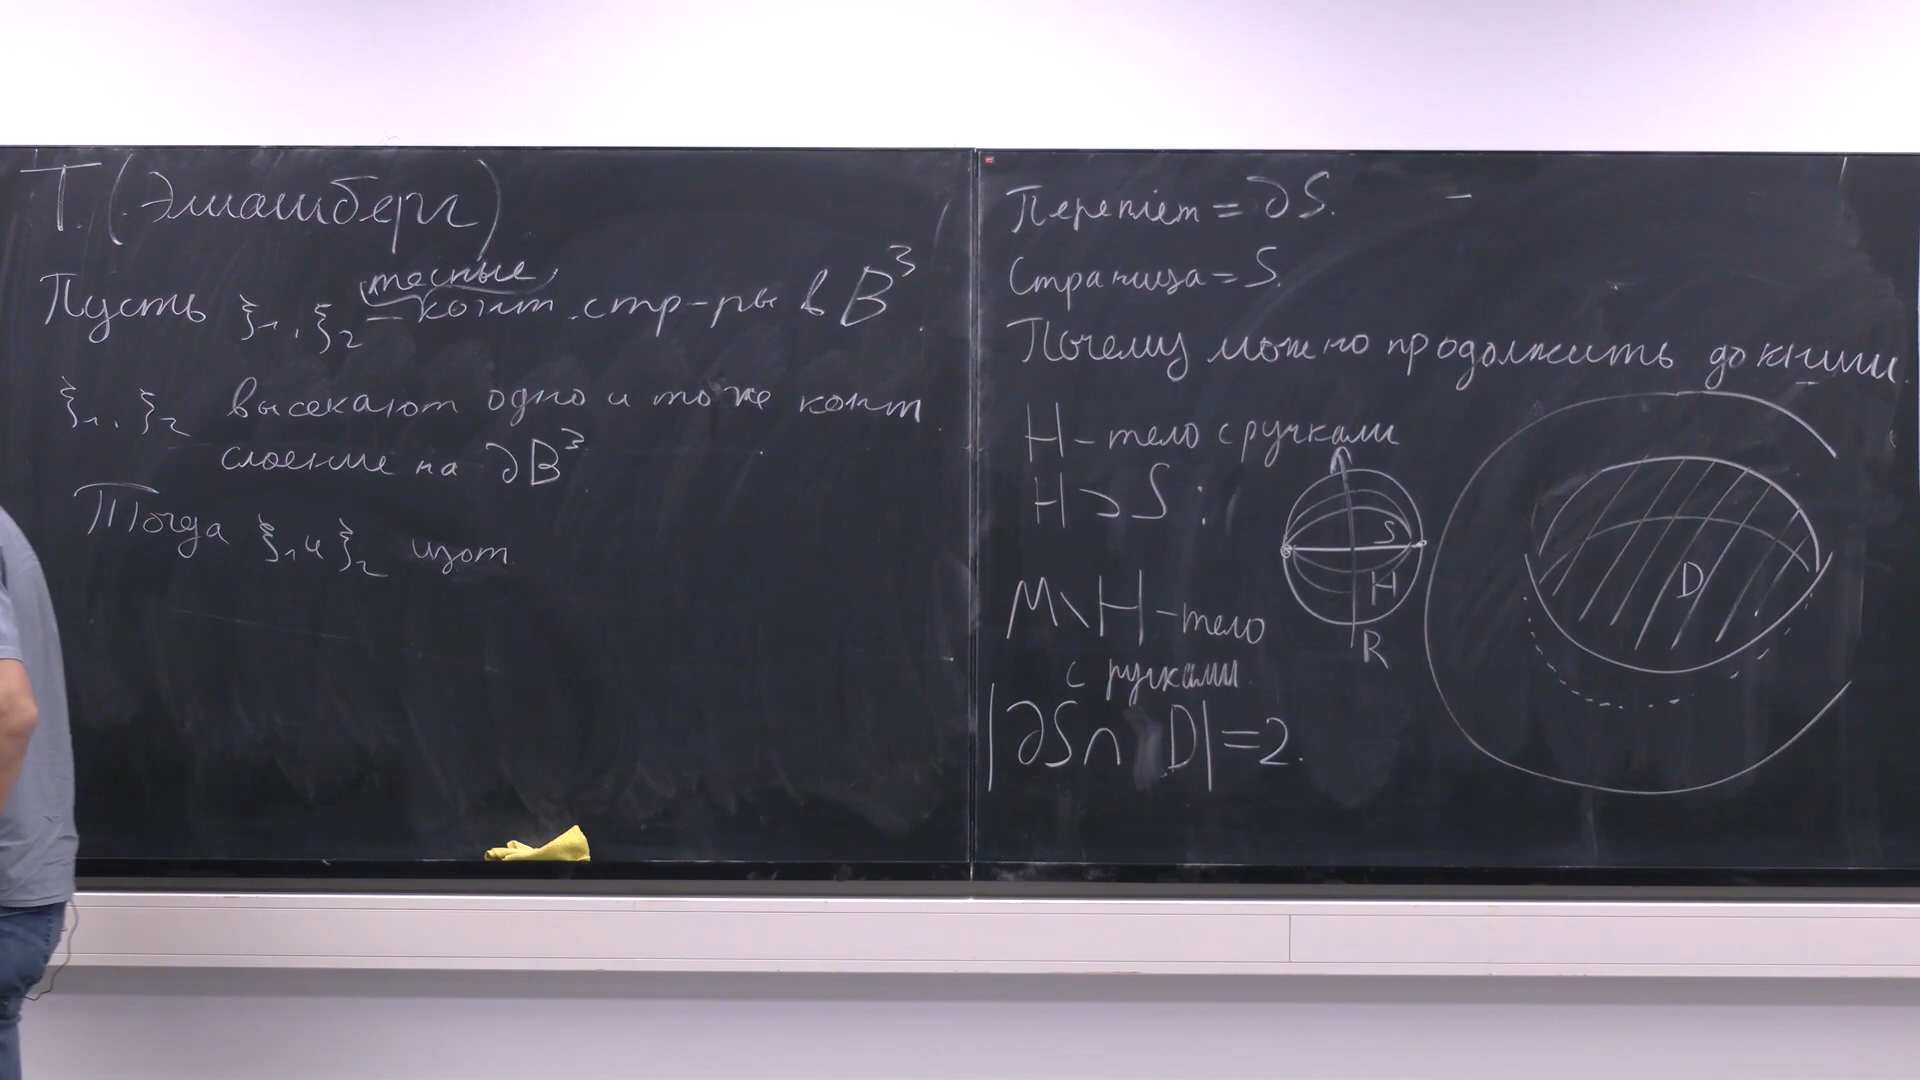 Т. (Элиашберг)
Пусть ξ₁, ξ₂ – тесные конт. стр-ры в B³.
ξ₁, ξ₂ высекают одно и то же конт
слоение на ∂B³
Тогда ξ₁ и ξ₂ изот.
Переплёт = ∂S.
Страница = S.
Почему можно продолжить до книги.
H – тело с ручками
H ⊃ S :
M \ H – тело
с ручками
|∂S ∩ D| = 2.
S
H
R
D